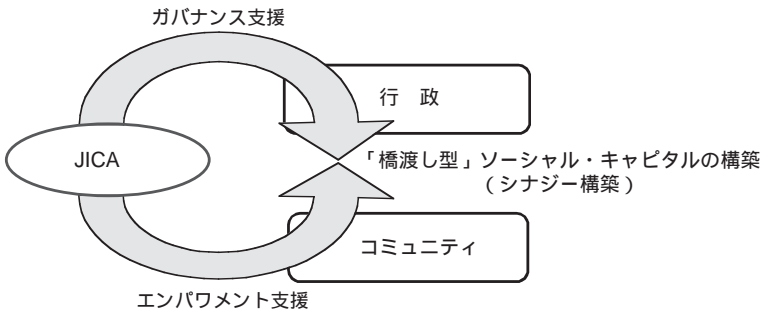 ガバナンス支援
行 政
JICA
「橋渡し型」ソーシャル・キャピタルの構築
(シナジー構築)
コミュニティ
エンパワメント支援